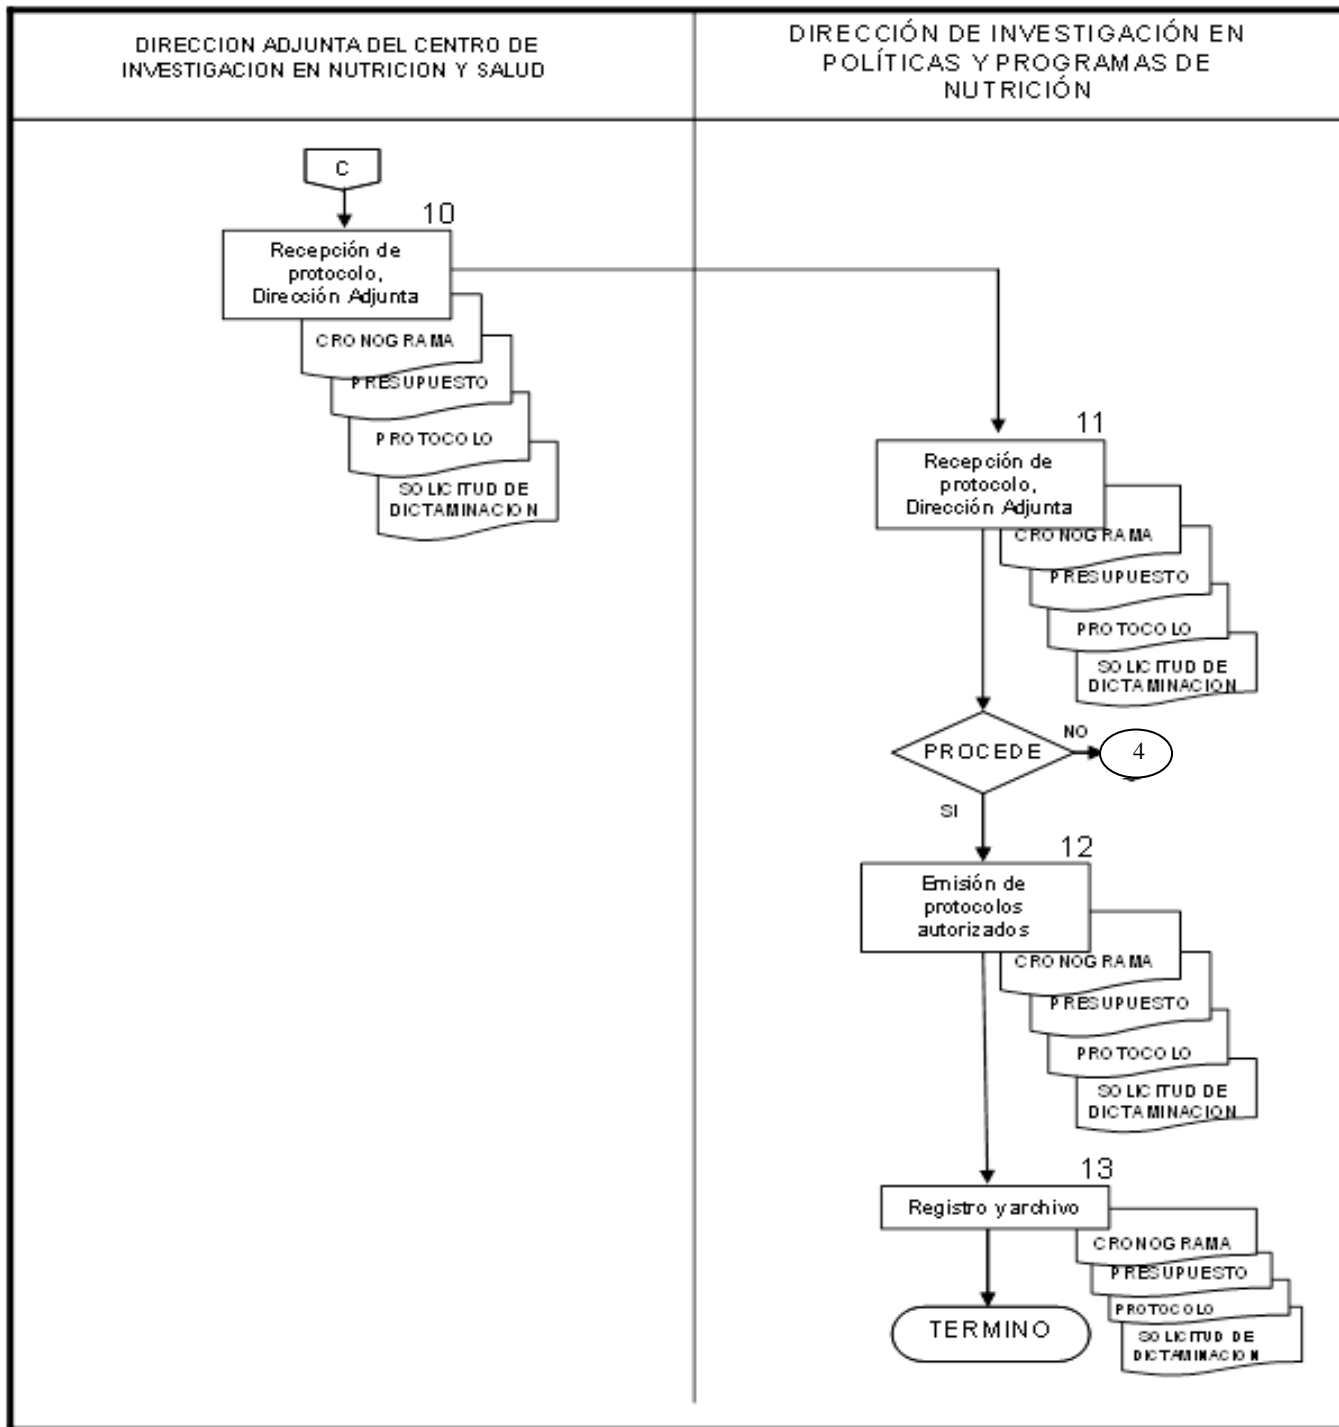 DIRECCION ADJUNTA DEL CENTRO DE
INVESTIGACION EN NUTRICION Y SALUD
DIRECCIÓN DE INVESTIGACIÓN EN
POLÍTICAS Y PROGRAMAS DE
NUTRICIÓN
C
10
Recepción de
protocolo,
Dirección Adjunta
CRONOGRAMA
PRESUPUESTO
PROTOCOLO
SOLICITUD DE
DICTAMINACION
11
Recepción de
protocolo,
Dirección Adjunta
CRONOGRAMA
PRESUPUESTO
PROTOCOLO
SOLICITUD DE
DICTAMINACION
PROCEDE
NO
4
SI
12
Emisión de
protocolos
autorizados
CRONOGRAMA
PRESUPUESTO
PROTOCOLO
SOLICITUD DE
DICTAMINACION
13
Registro y archivo
CRONOGRAMA
PRESUPUESTO
PROTOCOLO
SOLICITUD DE
DICTAMINACION
TERMINO